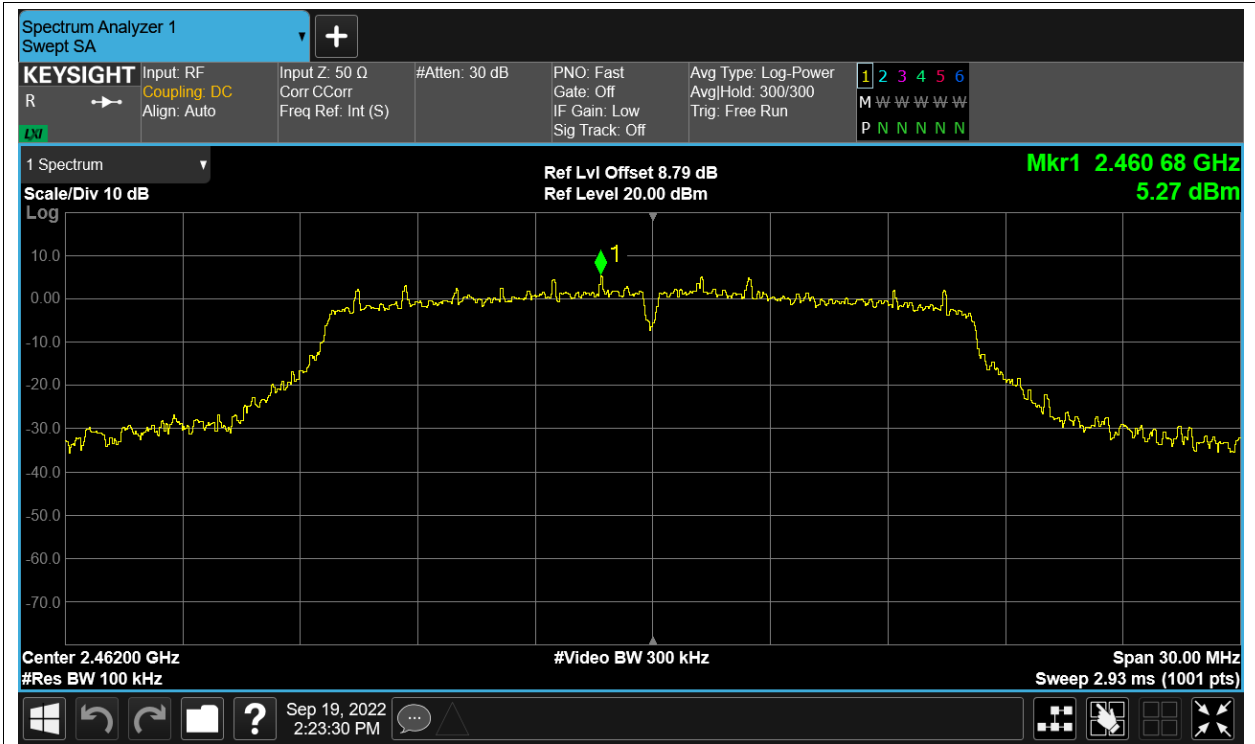 Spectrum Analyzer 1
Swept SA
KEYSIGHT
R
LXI
Input: RF
Coupling: DC
Align: Auto
Input Z: 50 Ω
Corr CCorr
Freq Ref: Int (S)
#Atten: 30 dB
PNO: Fast
Gate: Off
IF Gain: Low
Sig Track: Off
Avg Type: Log-Power
Avg|Hold: 300/300
Trig: Free Run
1 2 3 4 5 6
M W W W W W
P N N N N N
1 Spectrum
Scale/Div 10 dB
Log
Ref Lvl Offset 8.79 dB
Ref Level 20.00 dBm
Mkr1 2.460 68 GHz
5.27 dBm
1
10.0
0.00
-10.0
-20.0
-30.0
-40.0
-50.0
-60.0
-70.0
Center 2.46200 GHz
#Res BW 100 kHz
#Video BW 300 kHz
Span 30.00 MHz
Sweep 2.93 ms (1001 pts)
?
Sep 19, 2022
2:23:30 PM